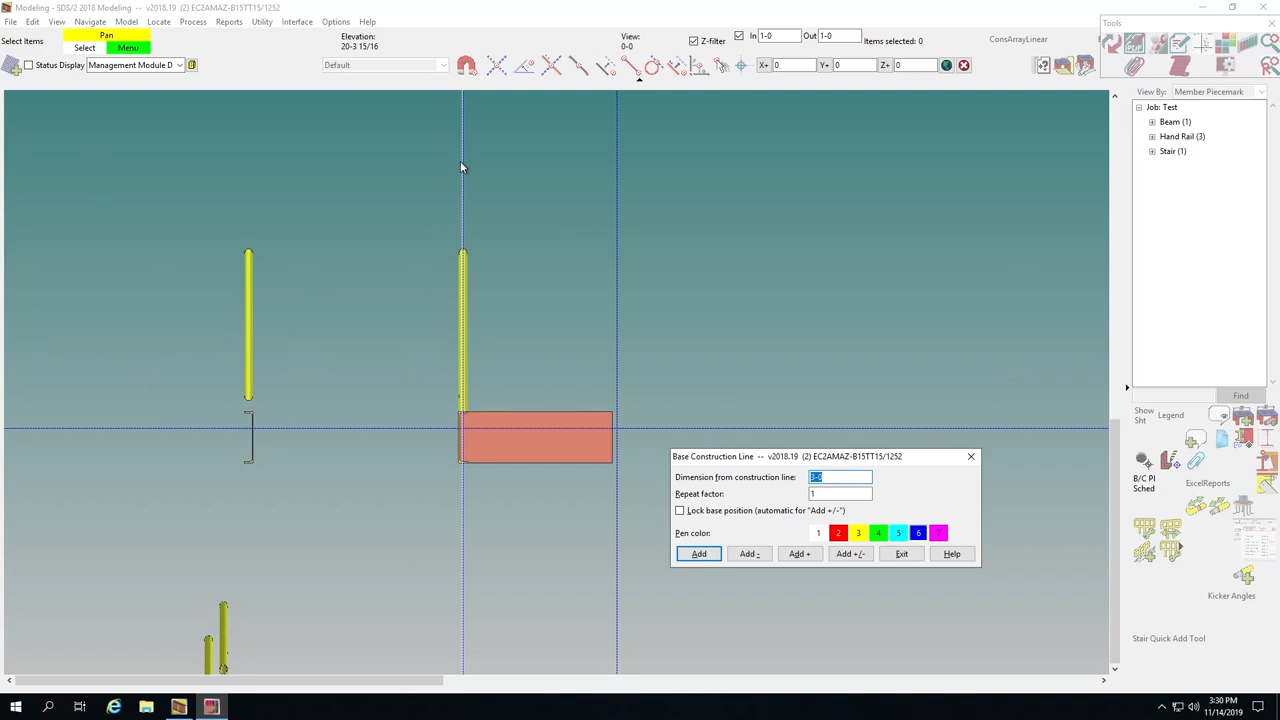 Modeling - SDS/2 2018 Modeling -- v2018.19 (2) EC2AMAZ-B15TT15/1252
File Edit View Navigate Model Locate Process Reports Utility Interface Options Help
Tools
Select Items
Pan
Select Menu
Elevation:
20-3 15/16
View:
0-0
Z-filter In 1-0 Out 1-0 Items selected: 0
ConsArrayLinear
Status Display Management Module D
Default
X+ 0 Y+ 0 Z+ 0
View By: Member Piecemark
Job: Test
Beam (1)
Hand Rail (3)
Stair (1)
Find
Show Sht
Legend
B/C PI Sched
ExcelReports
Kicker Angles
Stair Quick Add Tool
Base Construction Line -- v2018.19 (2) EC2AMAZ-B15TT15/1252
Dimension from construction line:
Repeat factor: 1
Lock base position (automatic for "Add +/-")
Pen color: 1 2 3 4 5 6 7
Add Add - Add + Add +/- Exit Help
3:30 PM
11/14/2019